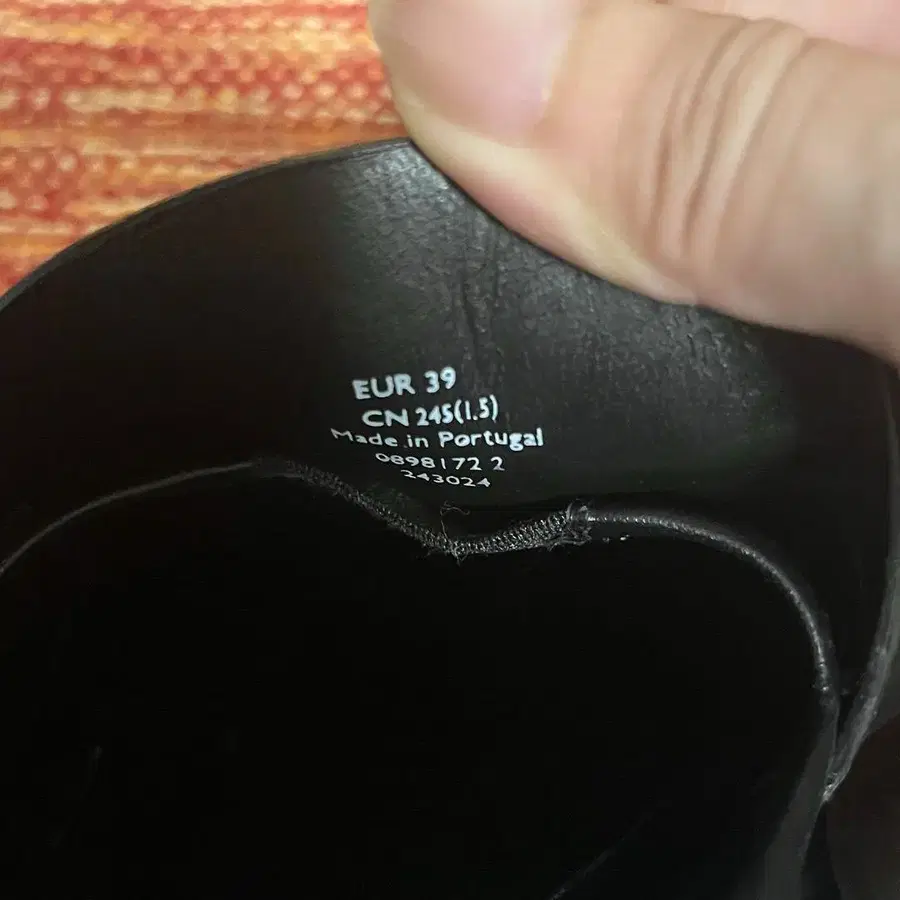 EUR 39
CN 245(1.5)
Made in Portugal
0898172 2
243024